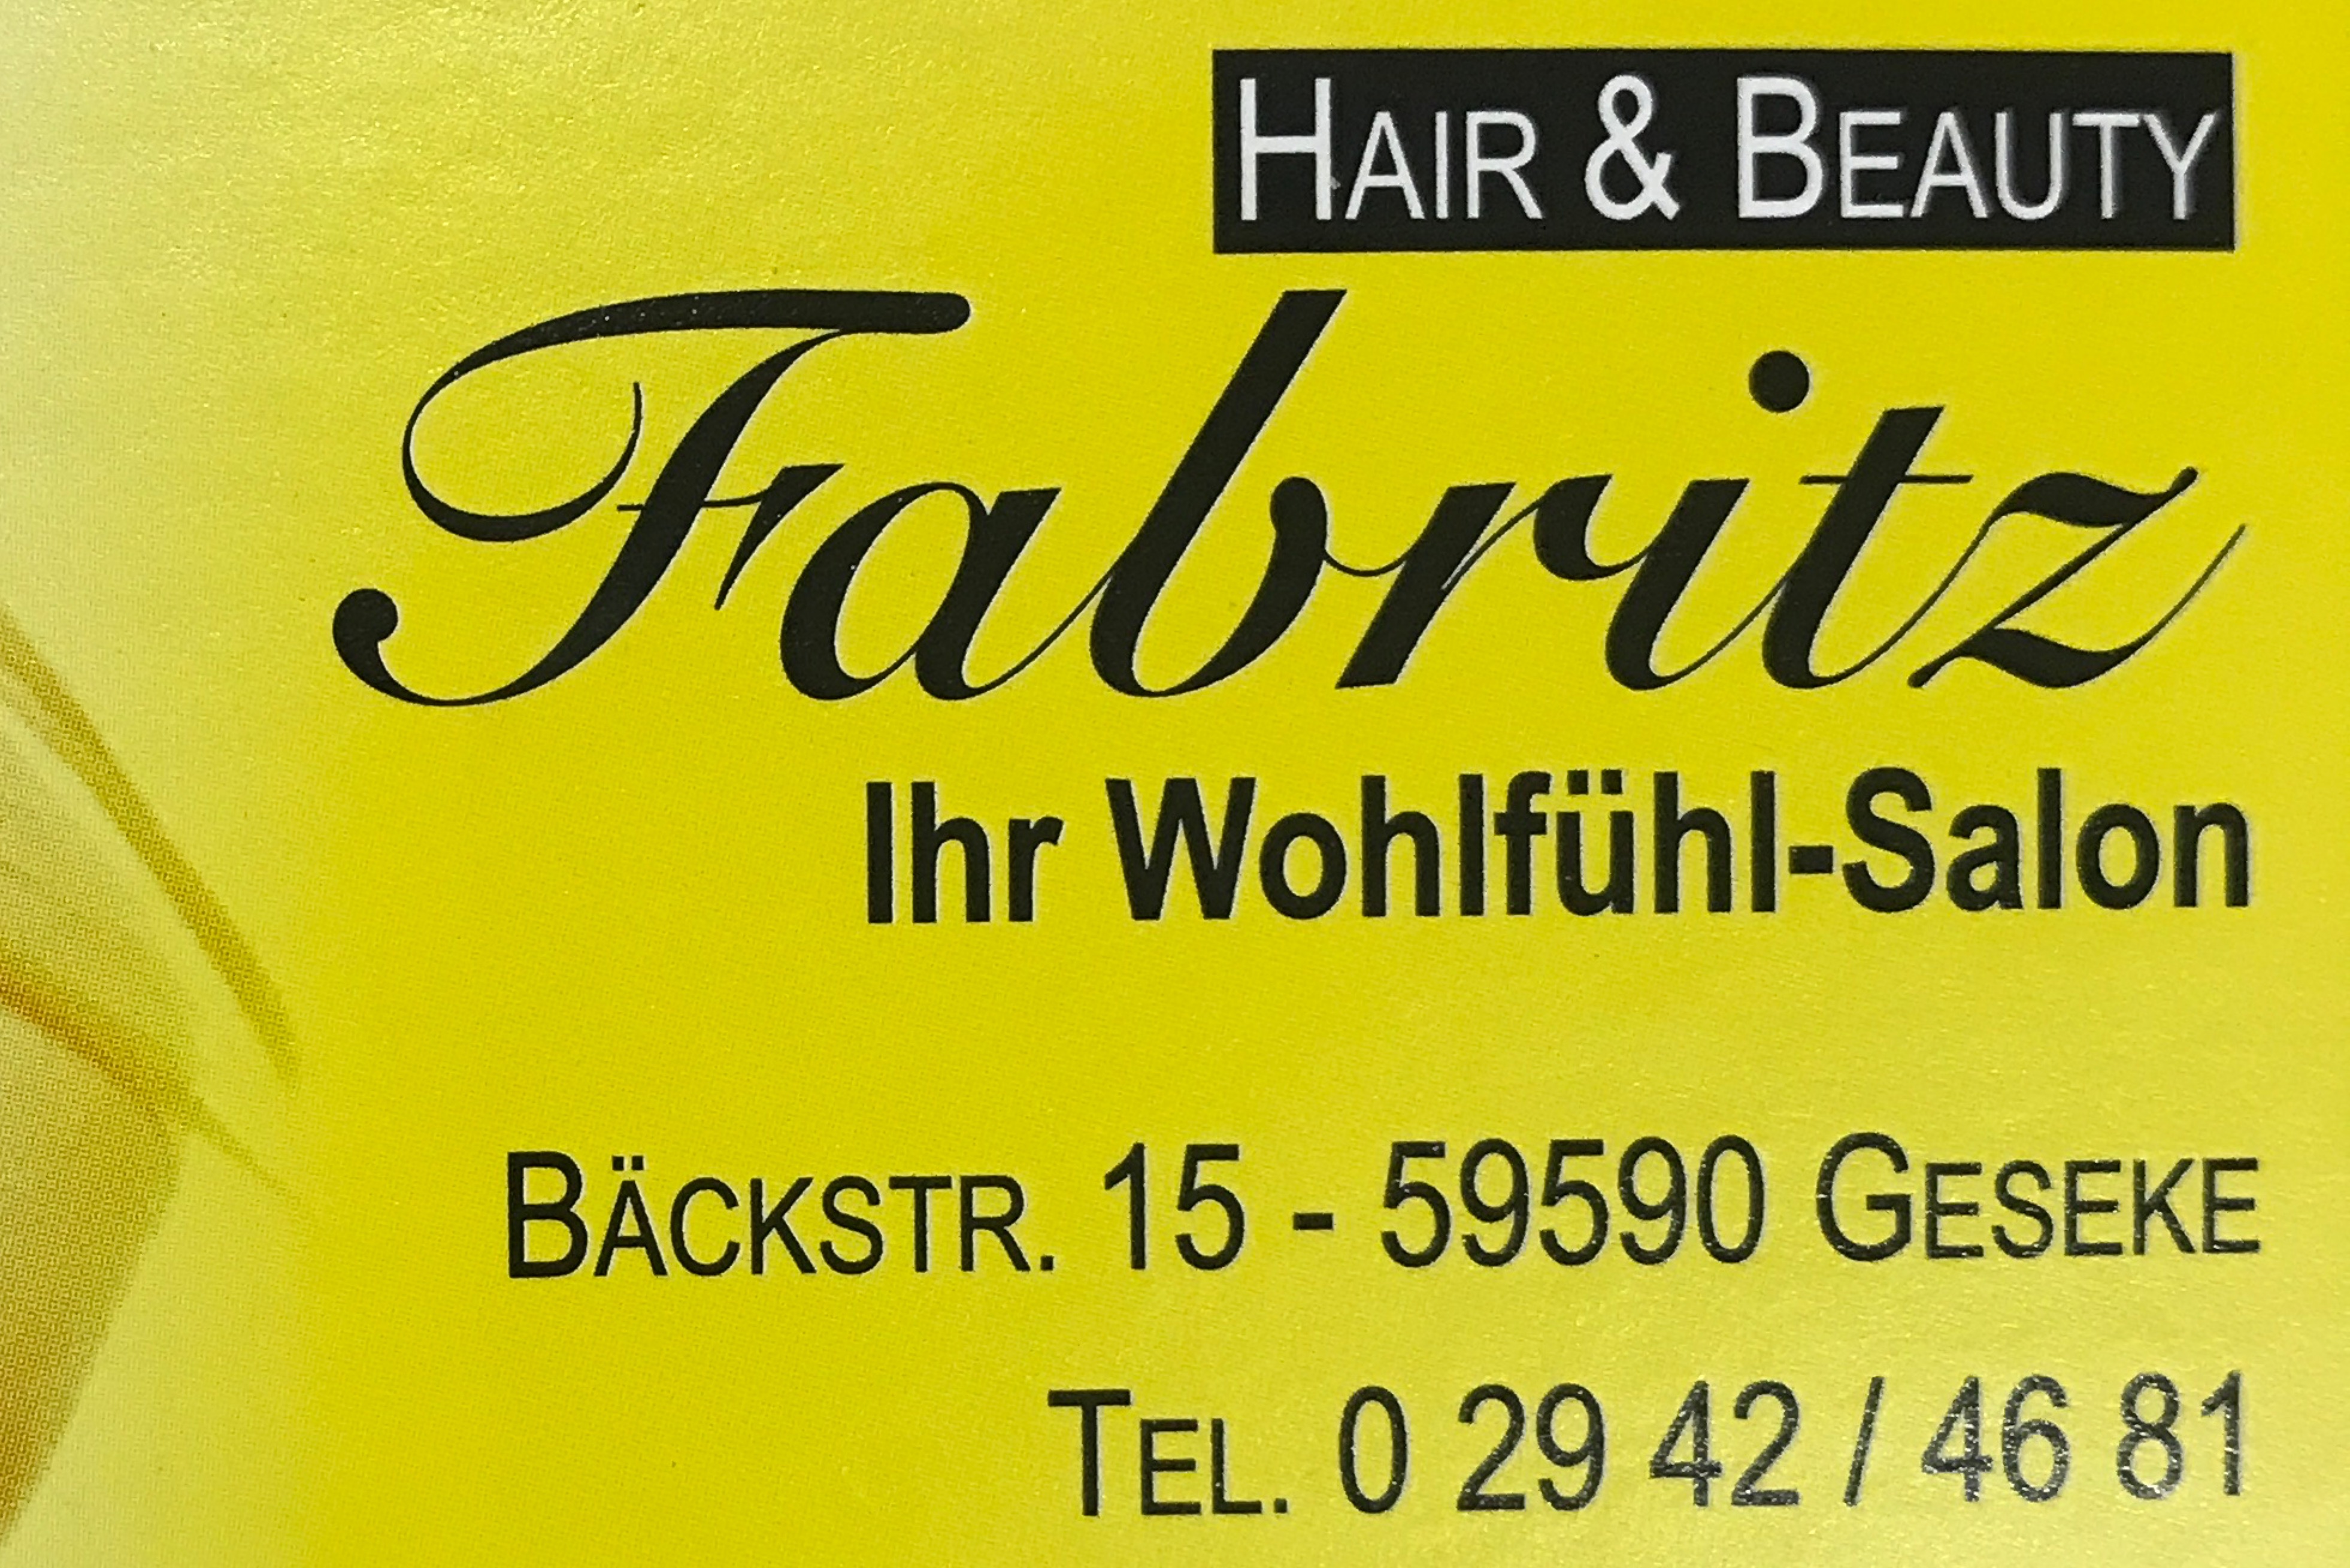 HAIR & BEAUTY
Fabritz
Ihr Wohlfühl-Salon
BÄCKSTR. 15 - 59590 GESEKE
TEL. 0 29 42 / 46 81